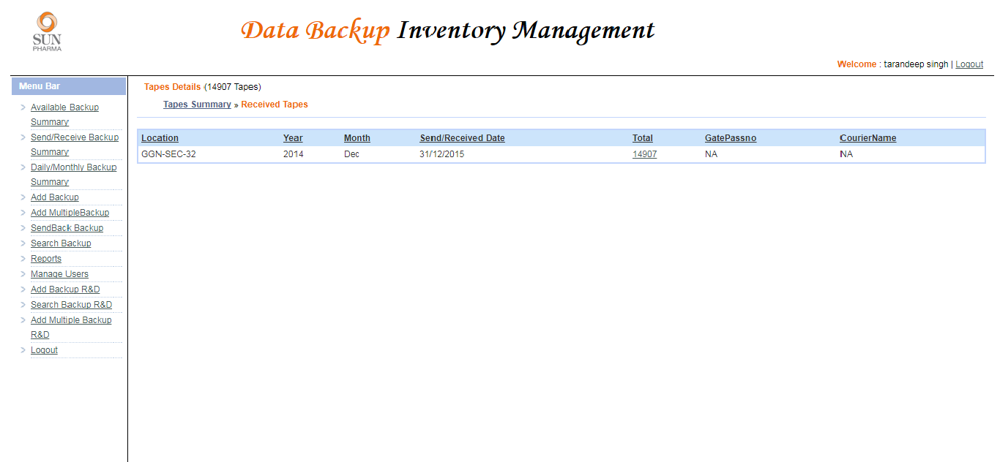 SUN
PHARMA
Data Backup Inventory Management
Welcome : tarandeep singh | Logout
Menu Bar
Available Backup
Summary
Send/Receive Backup
Summary
Daily/Monthly Backup
Summary
Add Backup
Add MultipleBackup
SendBack Backup
Search Backup
Reports
Manage Users
Add Backup R&D
Search Backup R&D
Add Multiple Backup
R&D
Logout
Tapes Details (14907 Tapes)
Tapes Summary » Received Tapes
Location Year Month Send/Received Date Total GatePassno CourierName
GGN-SEC-32 2014 Dec 31/12/2015 14907 NA NA